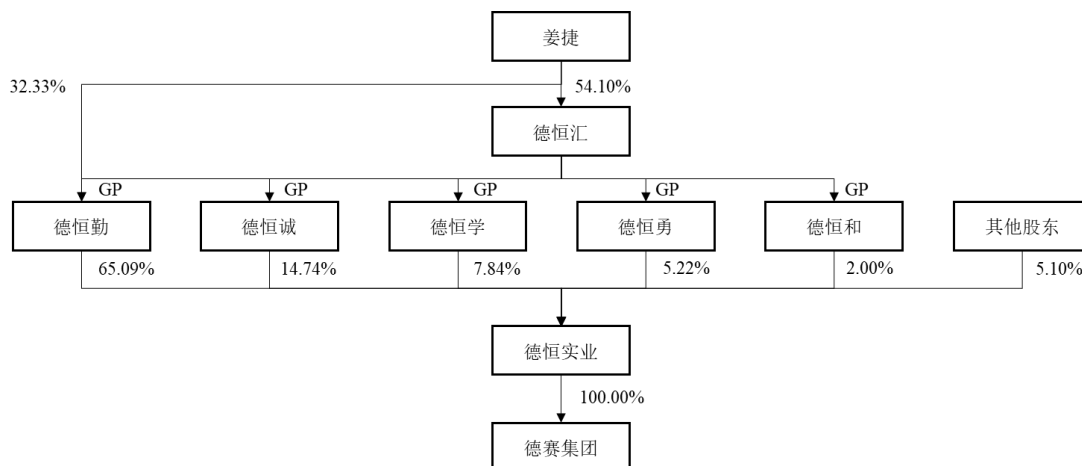 姜捷
32.33%
54.10%
德恒汇
GP
GP
GP
GP
GP
德恒勤
德恒诚
德恒学
德恒勇
德恒和
其他股东
65.09%
14.74%
7.84%
5.22%
2.00%
5.10%
德恒实业
100.00%
德赛集团